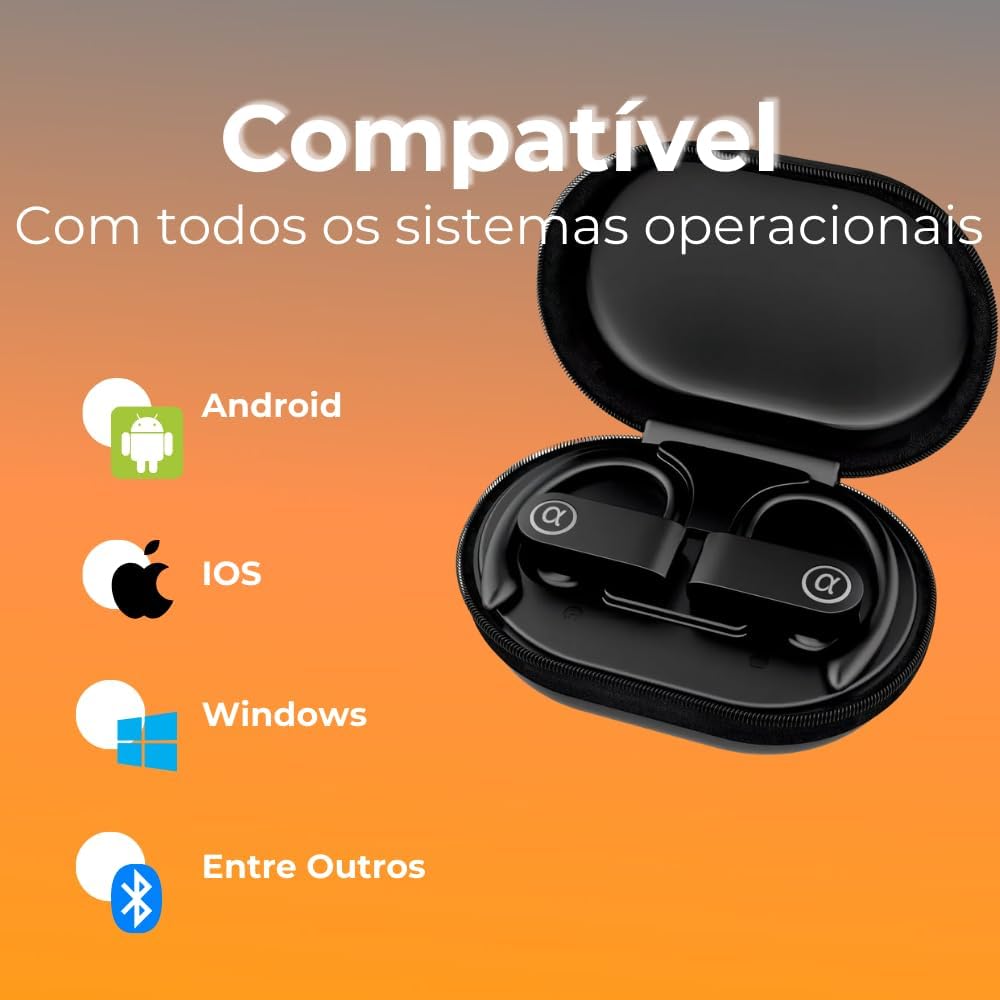 Compatível
Com todos os sistemas operacionais
Android
IOS
Windows
Entre Outros
α
α